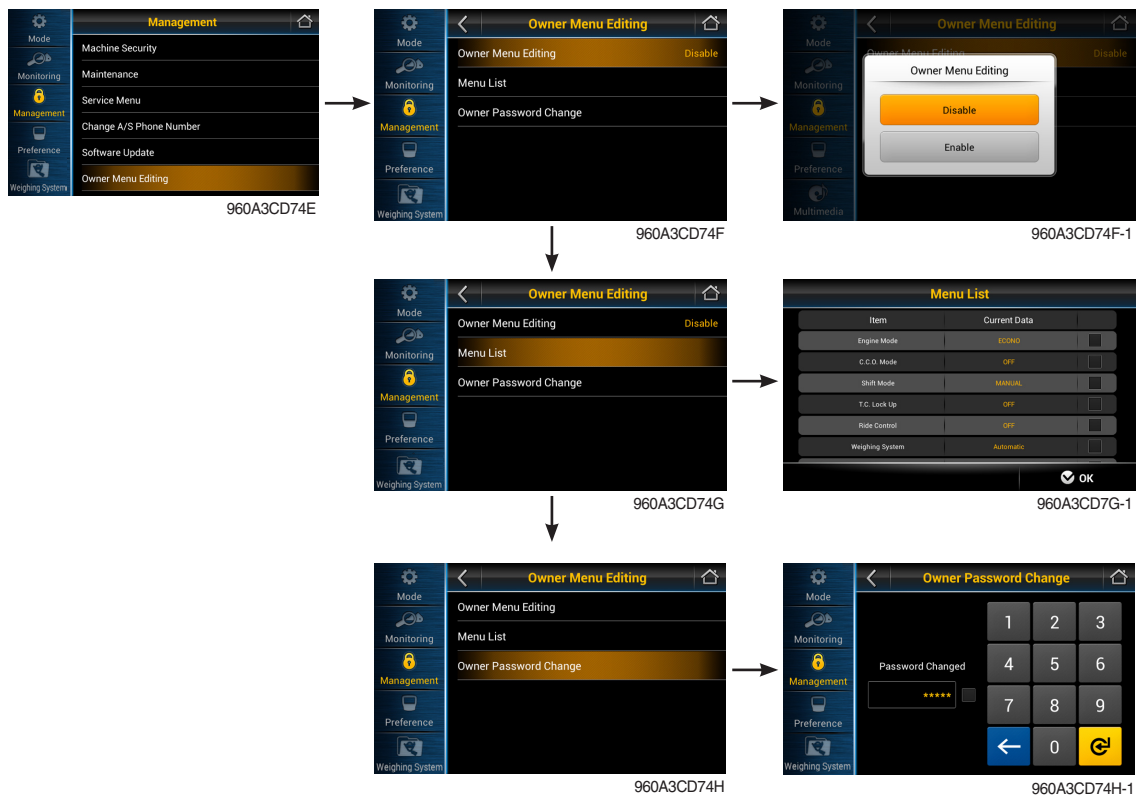 Management
Mode
Monitoring
Management
Preference
Weighing System
Machine Security
Maintenance
Service Menu
Change A/S Phone Number
Software Update
Owner Menu Editing
960A3CD74E
Owner Menu Editing
Mode
Monitoring
Management
Preference
Weighing System
Owner Menu Editing Disable
Menu List
Owner Password Change
960A3CD74F
Owner Menu Editing
Mode
Monitoring
Management
Preference
Multimedia
Owner Menu Editing Disable
Owner Menu Editing
Disable
Enable
960A3CD74F-1
Owner Menu Editing
Mode
Monitoring
Management
Preference
Weighing System
Owner Menu Editing Disable
Menu List
Owner Password Change
960A3CD74G
Menu List
Item Current Data
Engine Mode ECONO
C.C.O. Mode OFF
Shift Mode MANUAL
T.C. Lock Up OFF
Ride Control OFF
Weighing System Automatic
OK
960A3CD7G-1
Owner Menu Editing
Mode
Monitoring
Management
Preference
Weighing System
Owner Menu Editing
Menu List
Owner Password Change
960A3CD74H
Owner Password Change
Mode
Monitoring
Management
Preference
Weighing System
Password Changed
*****
1 2 3
4 5 6
7 8 9
0
960A3CD74H-1